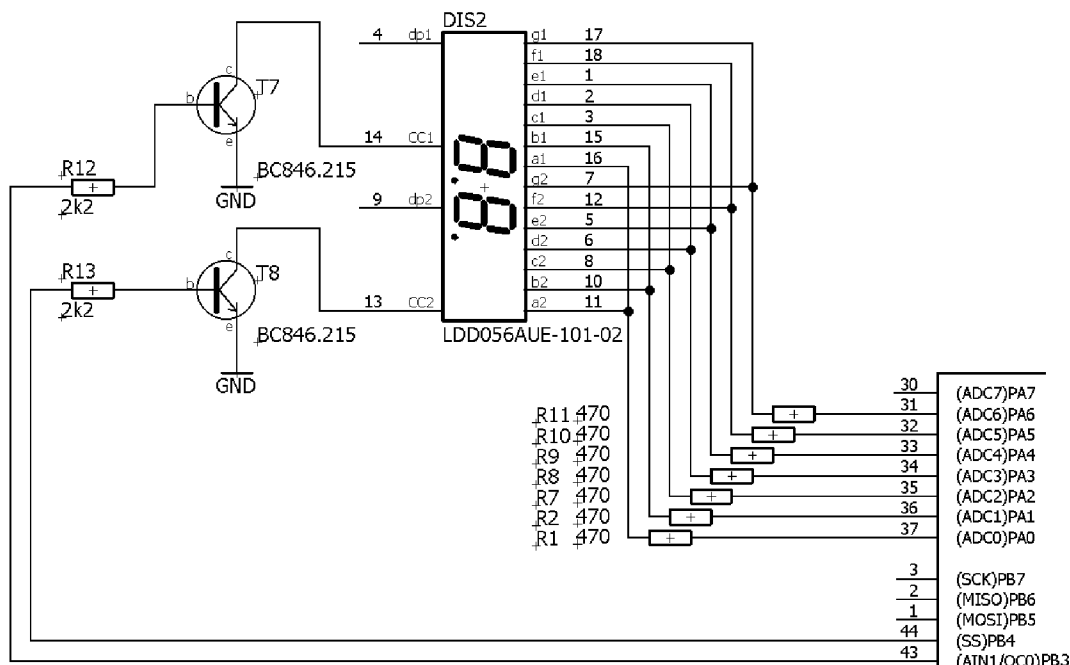 DIS2
4 dp1
g1 17
f1 18
e1 1
d1 2
c1 3
b1 15
a1 16
g2 7
f2 12
e2 5
d2 6
c2 8
b2 10
a2 11
14 CC1
9 dp2
13 CC2
LDD056AUE-101-02
c
b
e
T7
BC846.215
GND
R12
2k2
c
b
e
T8
BC846.215
GND
R13
2k2
R11 470
R10 470
R9 470
R8 470
R7 470
R2 470
R1 470
30 (ADC7)PA7
31 (ADC6)PA6
32 (ADC5)PA5
33 (ADC4)PA4
34 (ADC3)PA3
35 (ADC2)PA2
36 (ADC1)PA1
37 (ADC0)PA0
3 (SCK)PB7
2 (MISO)PB6
1 (MOSI)PB5
44 (SS)PB4
43 (AIN1/OC0)PB3